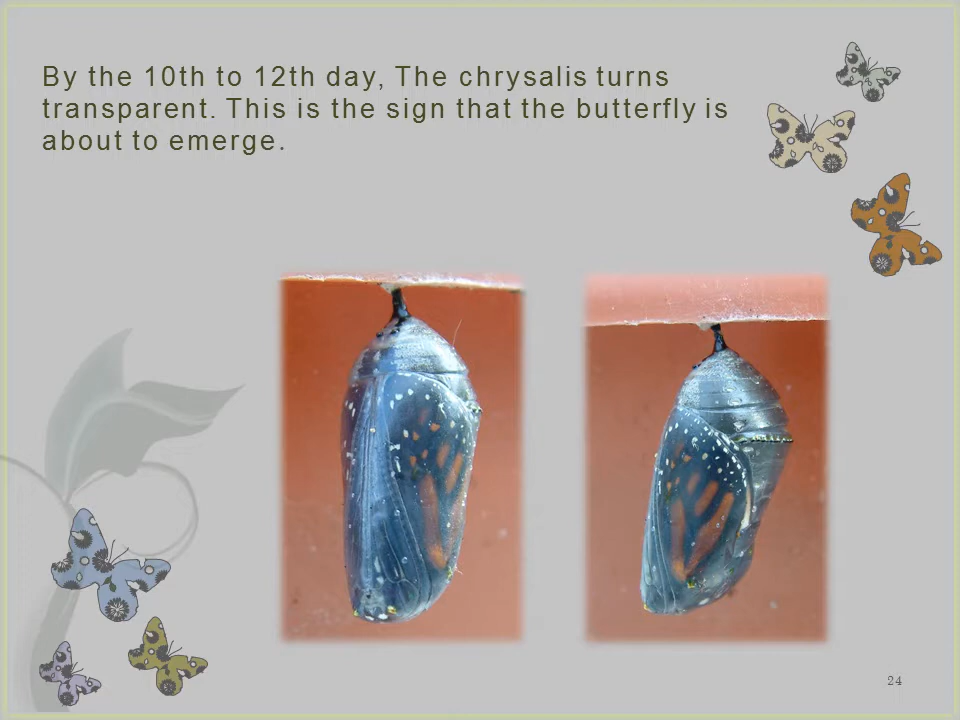 By the 10th to 12th day, The chrysalis turns
transparent. This is the sign that the butterfly is
about to emerge.
24